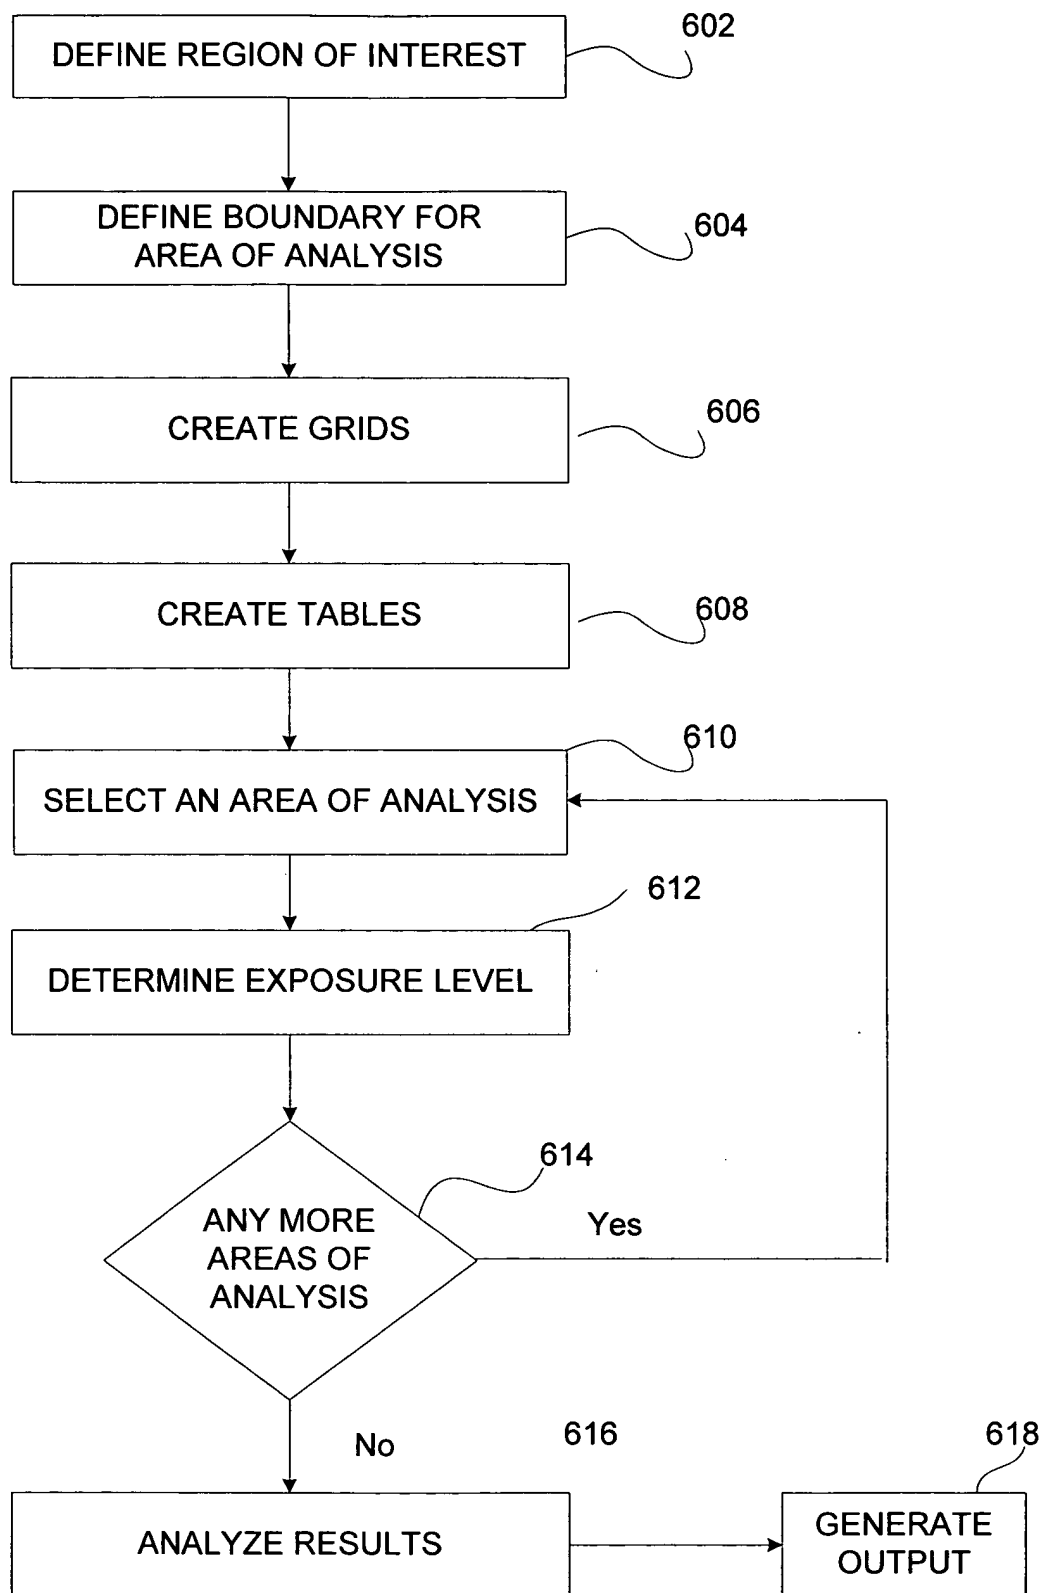 602
DEFINE REGION OF INTEREST
DEFINE BOUNDARY FOR
AREA OF ANALYSIS
604
CREATE GRIDS
606
CREATE TABLES
608
610
SELECT AN AREA OF ANALYSIS
612
DETERMINE EXPOSURE LEVEL
614
ANY MORE
AREAS OF
ANALYSIS
Yes
No
616
618
ANALYZE RESULTS
GENERATE
OUTPUT